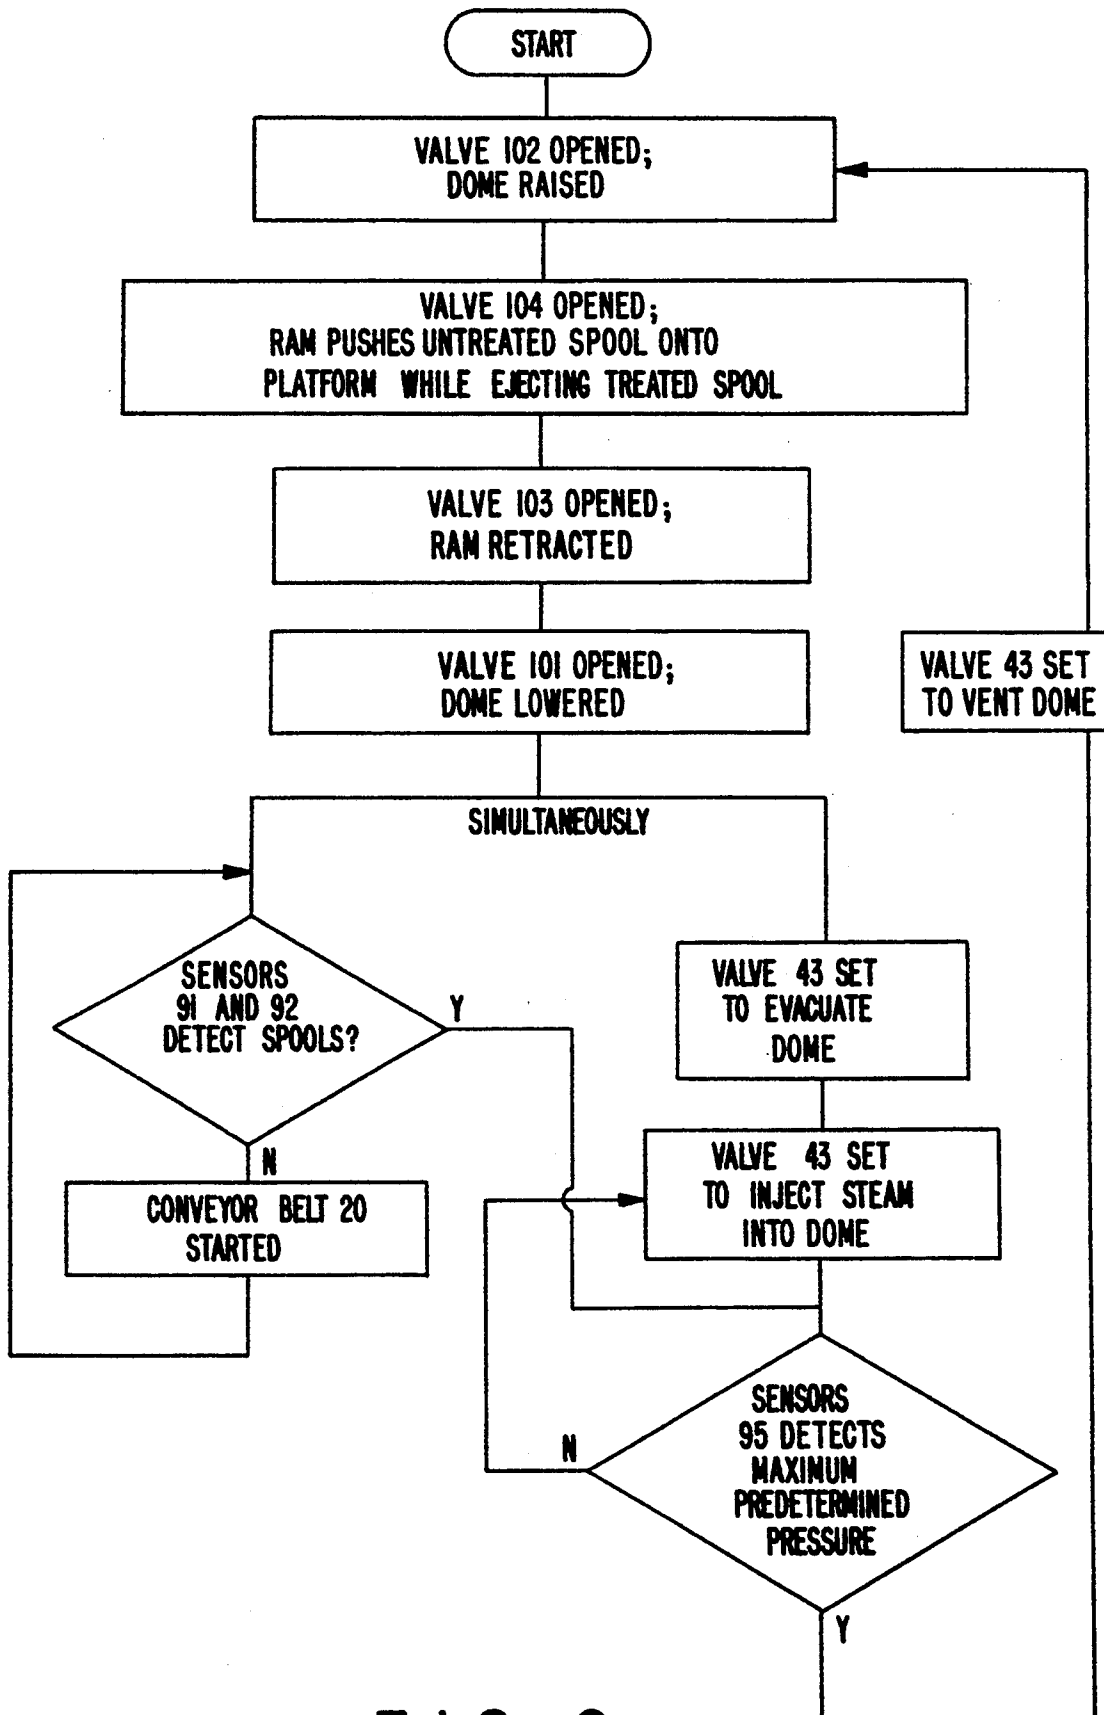 START
VALVE 102 OPENED;
DOME RAISED
VALVE 104 OPENED;
RAM PUSHES UNTREATED SPOOL ONTO
PLATFORM WHILE EJECTING TREATED SPOOL
VALVE 103 OPENED;
RAM RETRACTED
VALVE 101 OPENED;
DOME LOWERED
VALVE 43 SET
TO VENT DOME
SIMULTANEOUSLY
SENSORS
91 AND 92
DETECT SPOOLS?
Y
N
CONVEYOR BELT 20
STARTED
VALVE 43 SET
TO EVACUATE
DOME
VALVE 43 SET
TO INJECT STEAM
INTO DOME
SENSORS
95 DETECTS
MAXIMUM
PREDETERMINED
PRESSURE
N
Y